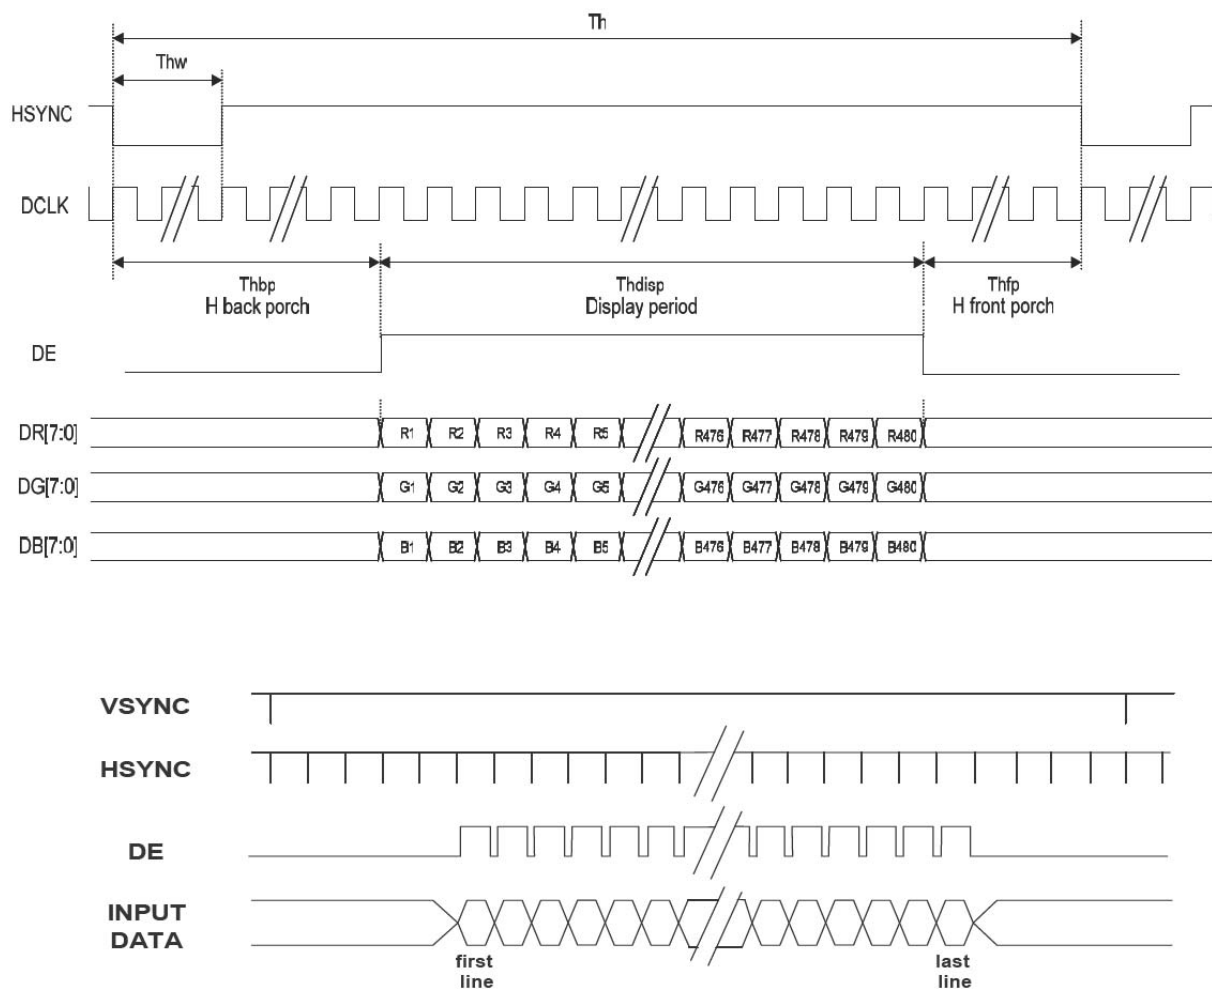 Th
Thw
HSYNC
DCLK
Thbp
H back porch
Thdisp
Display period
Thfp
H front porch
DE
DR[7:0] R1 R2 R3 R4 R5 R476 R477 R478 R479 R480
DG[7:0] G1 G2 G3 G4 G5 G476 G477 G478 G479 G480
DB[7:0] B1 B2 B3 B4 B5 B476 B477 B478 B479 B480
VSYNC
HSYNC
DE
INPUT
DATA
first
line
last
line